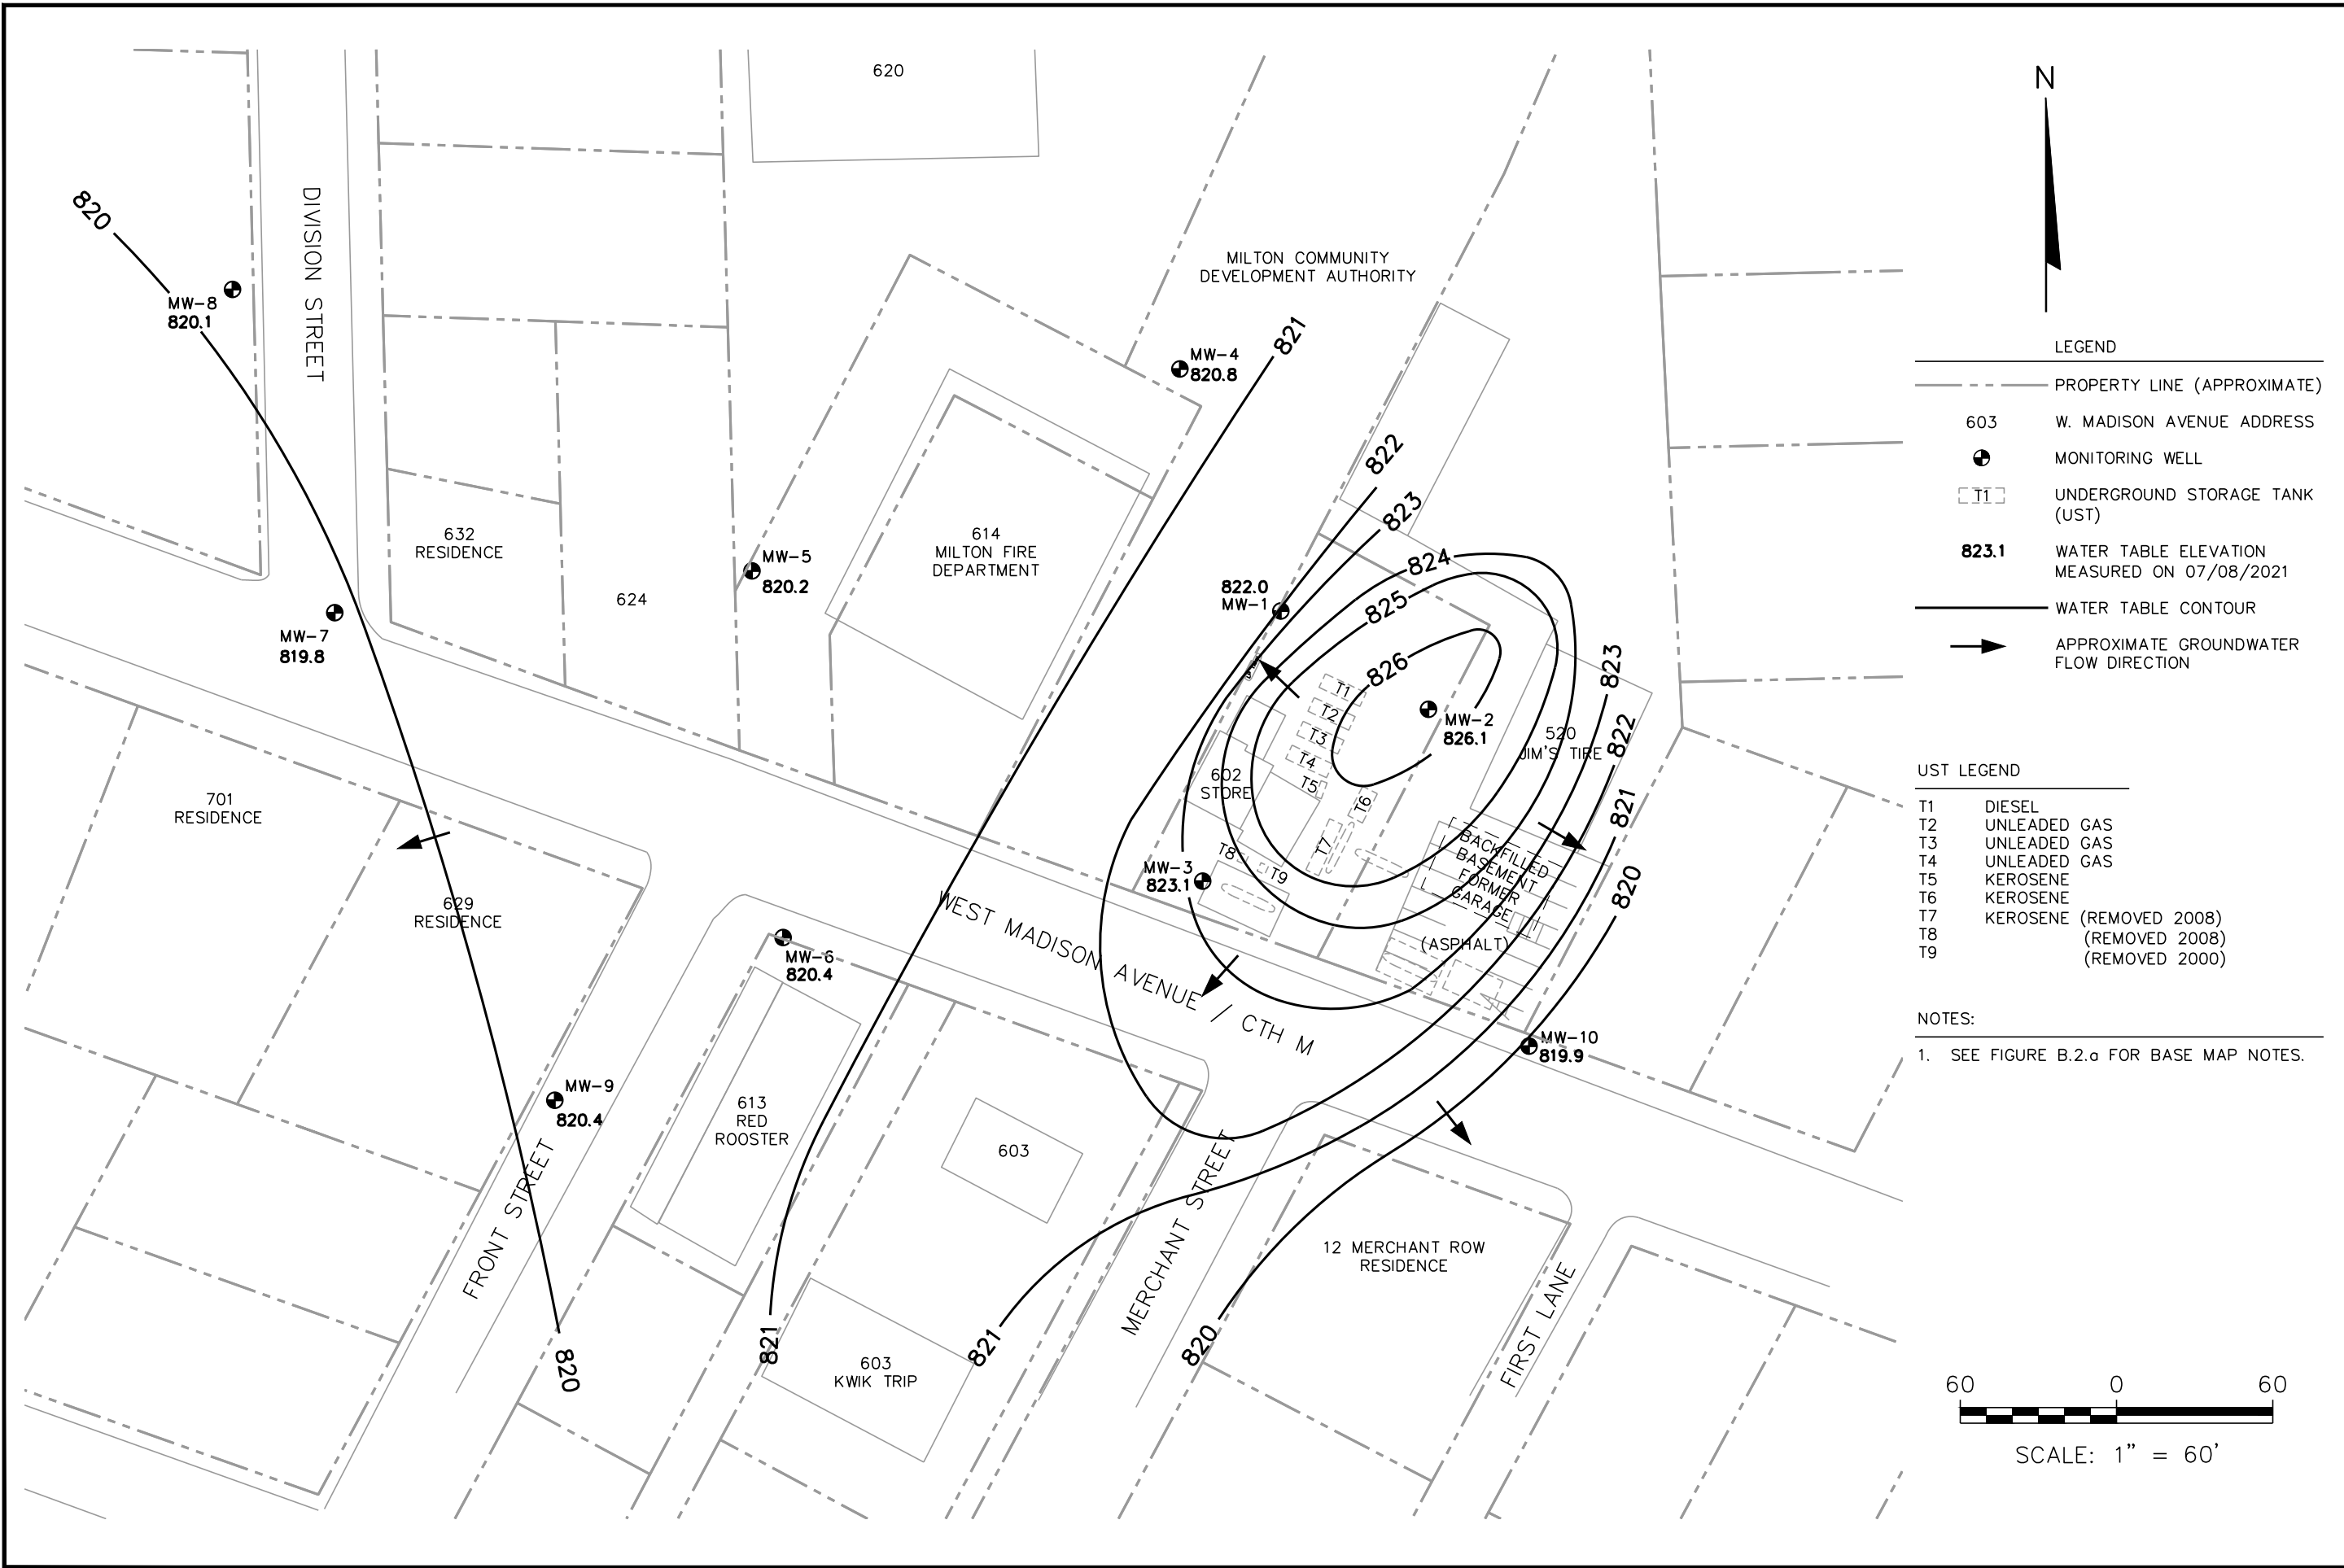 620
N
820
DIVISION STREET
MILTON COMMUNITY
DEVELOPMENT AUTHORITY
MW-8
820.1
821
MW-4
820.8
822
823
824
825
826
632
RESIDENCE
614
MILTON FIRE
DEPARTMENT
MW-5
820.2
624
822.0
MW-1
MW-7
819.8
T1
T2
T3
T4
T5
T6
T7
T8
T9
MW-2
826.1
520
JIM'S TIRE
823
822
821
820
602
STORE
701
RESIDENCE
629
RESIDENCE
MW-3
823.1
BACKFILLED
BASEMENT
FORMER
GARAGE
(ASPHALT)
WEST MADISON AVENUE / CTH M
MW-6
820.4
MW-10
819.9
MW-9
820.4
613
RED
ROOSTER
603
FRONT STREET
MERCHANT STREET
12 MERCHANT ROW
RESIDENCE
FIRST LANE
820
821
603
KWIK TRIP
821
820
LEGEND
PROPERTY LINE (APPROXIMATE)
603 W. MADISON AVENUE ADDRESS
MONITORING WELL
T1 UNDERGROUND STORAGE TANK
(UST)
823.1 WATER TABLE ELEVATION
MEASURED ON 07/08/2021
WATER TABLE CONTOUR
APPROXIMATE GROUNDWATER
FLOW DIRECTION
UST LEGEND
T1 DIESEL
T2 UNLEADED GAS
T3 UNLEADED GAS
T4 UNLEADED GAS
T5 KEROSENE
T6 KEROSENE
T7 KEROSENE (REMOVED 2008)
T8 (REMOVED 2008)
T9 (REMOVED 2000)
NOTES:
1. SEE FIGURE B.2.a FOR BASE MAP NOTES.
60 0 60
SCALE: 1" = 60'